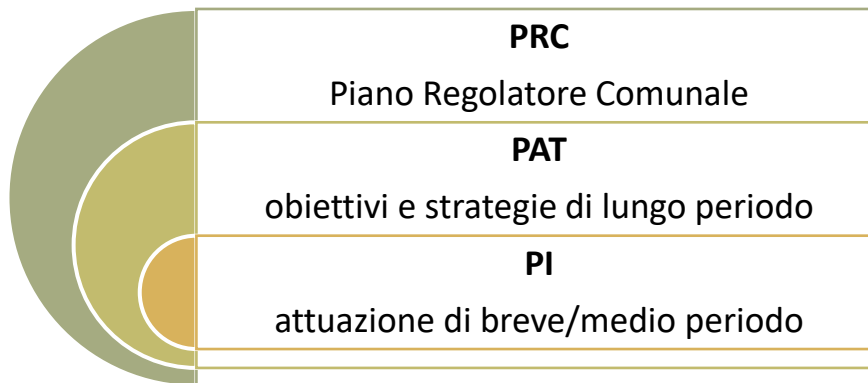 PRC
Piano Regolatore Comunale
PAT
obiettivi e strategie di lungo periodo
PI
attuazione di breve/medio periodo